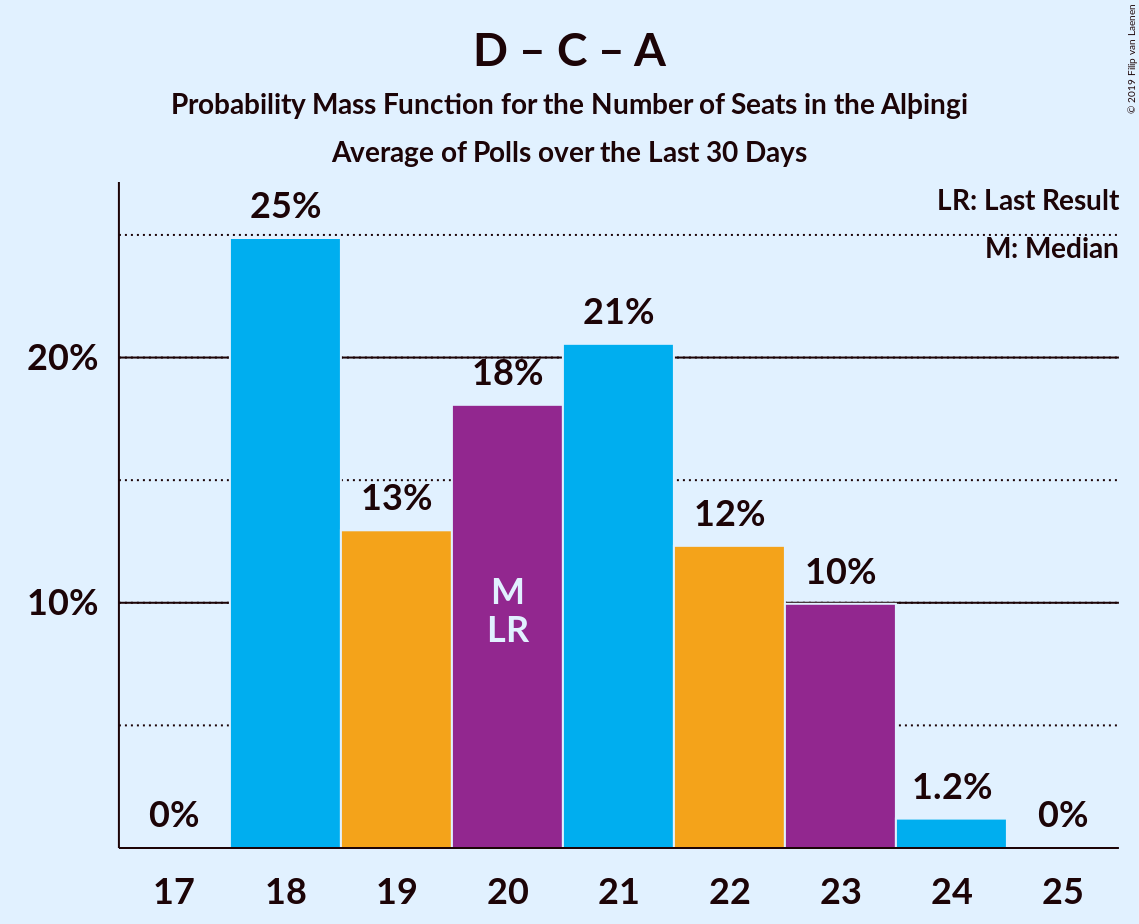 D – C – A
Probability Mass Function for the Number of Seats in the Alþingi
Average of Polls over the Last 30 Days
© 2019 Filip van Laenen
LR: Last Result
M: Median
25%
21%
20%
18%
13%
12%
10%
10%
M
LR
0%
1.2%
0%
17 18 19 20 21 22 23 24 25